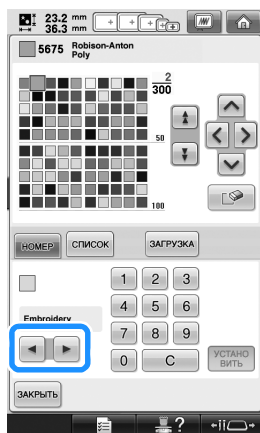 23.2 mm
36.3 mm
5675 Robison-Anton
Poly
2
300
50
100
НОМЕР СПИСОК ЗАГРУЗКА
1 2 3
Embroidery
4 5 6
7 8 9
0 C
УСТАНО
ВИТЬ
ЗАКРЫТЬ
?